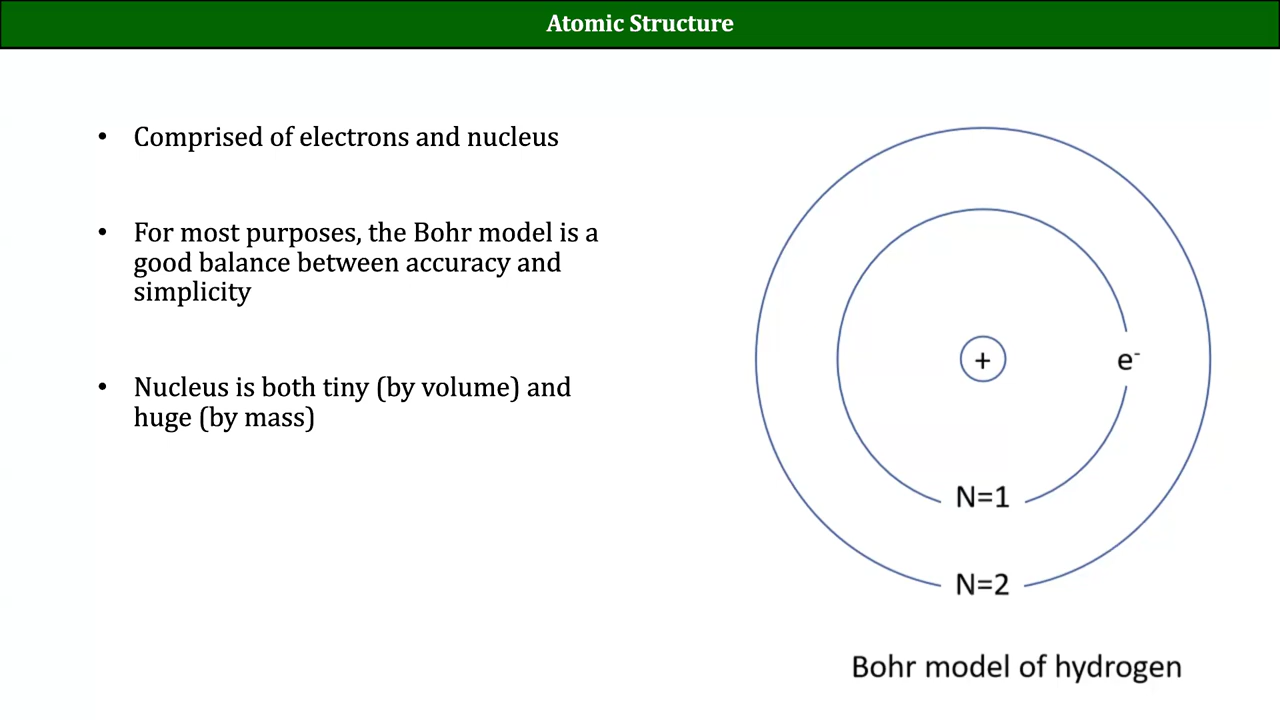 Atomic Structure
• Comprised of electrons and nucleus
• For most purposes, the Bohr model is a
good balance between accuracy and
simplicity
• Nucleus is both tiny (by volume) and
huge (by mass)
+
e⁻
N=1
N=2
Bohr model of hydrogen